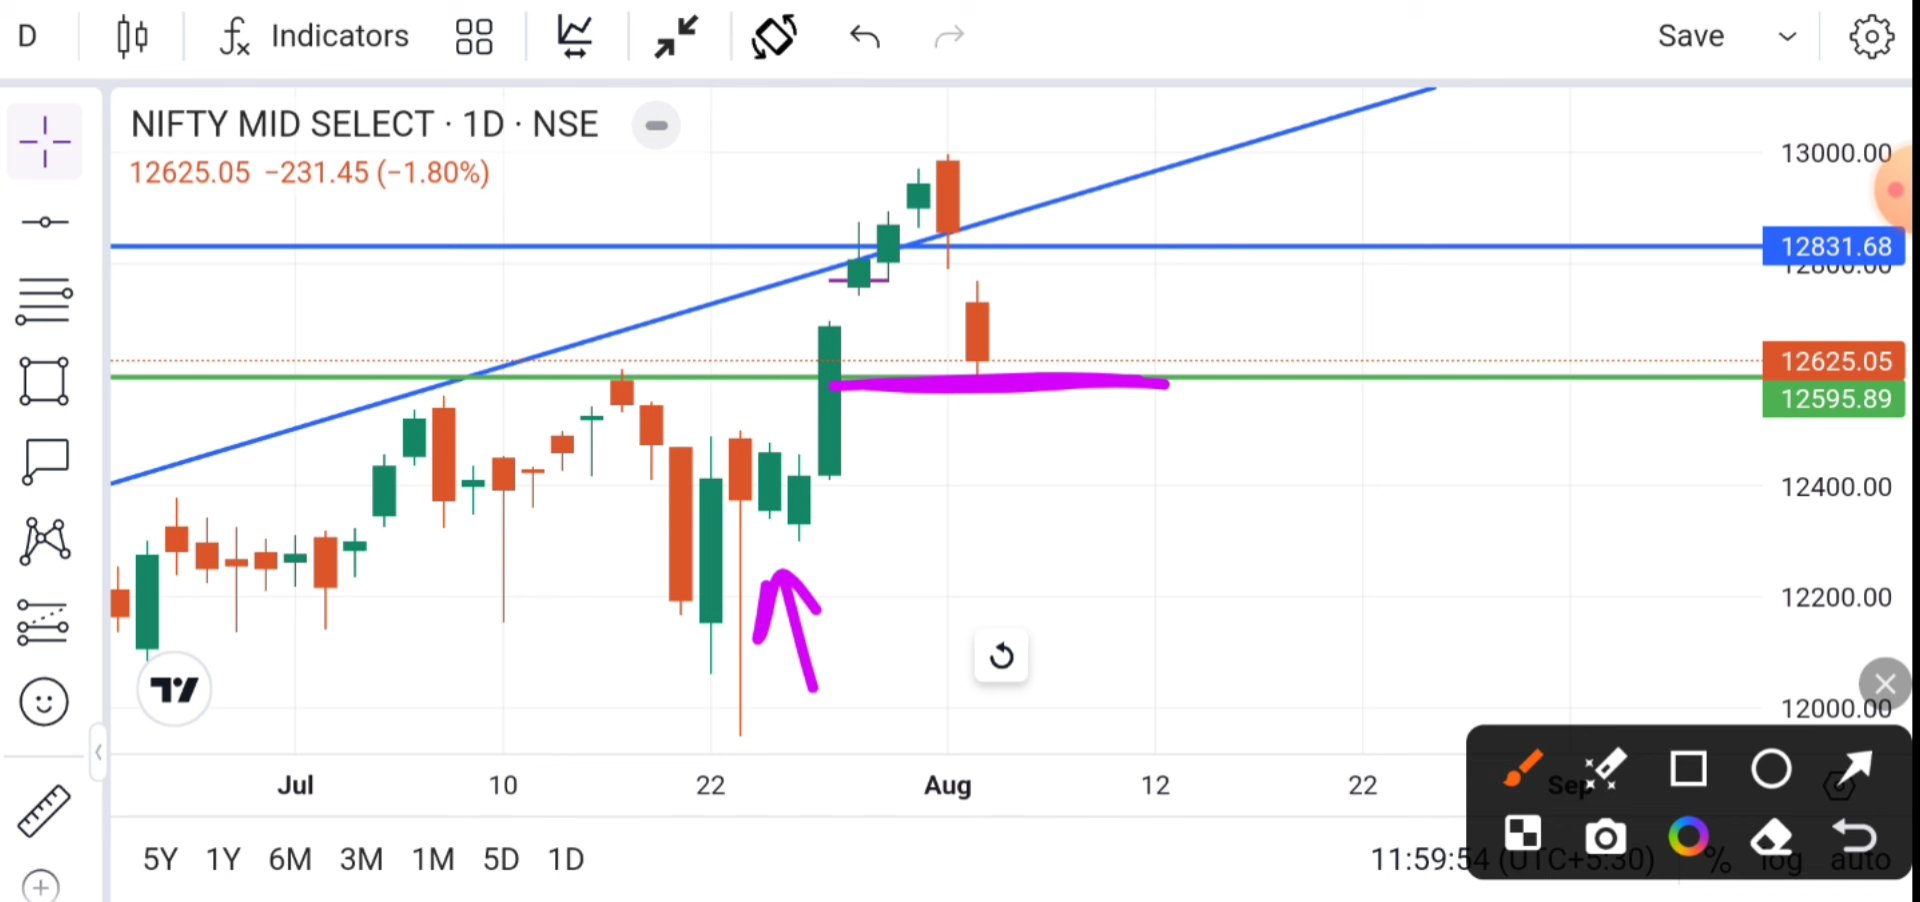 D Indicators Save
NIFTY MID SELECT · 1D · NSE
12625.05 −231.45 (−1.80%)
13000.00
12831.68
12800.00
12625.05
12595.89
12400.00
12200.00
12000.00
Jul 10 22 Aug 12 22 Sep
5Y 1Y 6M 3M 1M 5D 1D 11:59:54 (UTC+5:30) % log auto